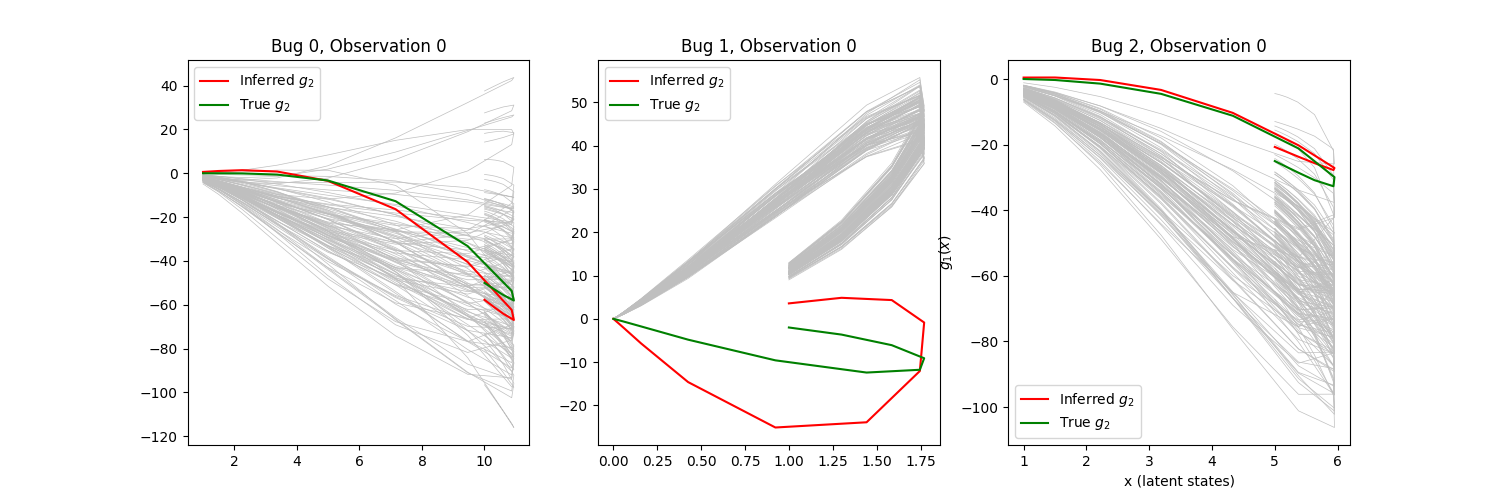 Bug 0, Observation 0
Inferred g₂
True g₂
40
20
0
−20
−40
−60
−80
−100
−120
2 4 6 8 10
Bug 1, Observation 0
Inferred g₂
True g₂
50
40
30
20
10
0
−10
−20
0.00 0.25 0.50 0.75 1.00 1.25 1.50 1.75
Bug 2, Observation 0
g₁(x)
0
−20
−40
−60
−80
−100
Inferred g₂
True g₂
1 2 3 4 5 6
x (latent states)